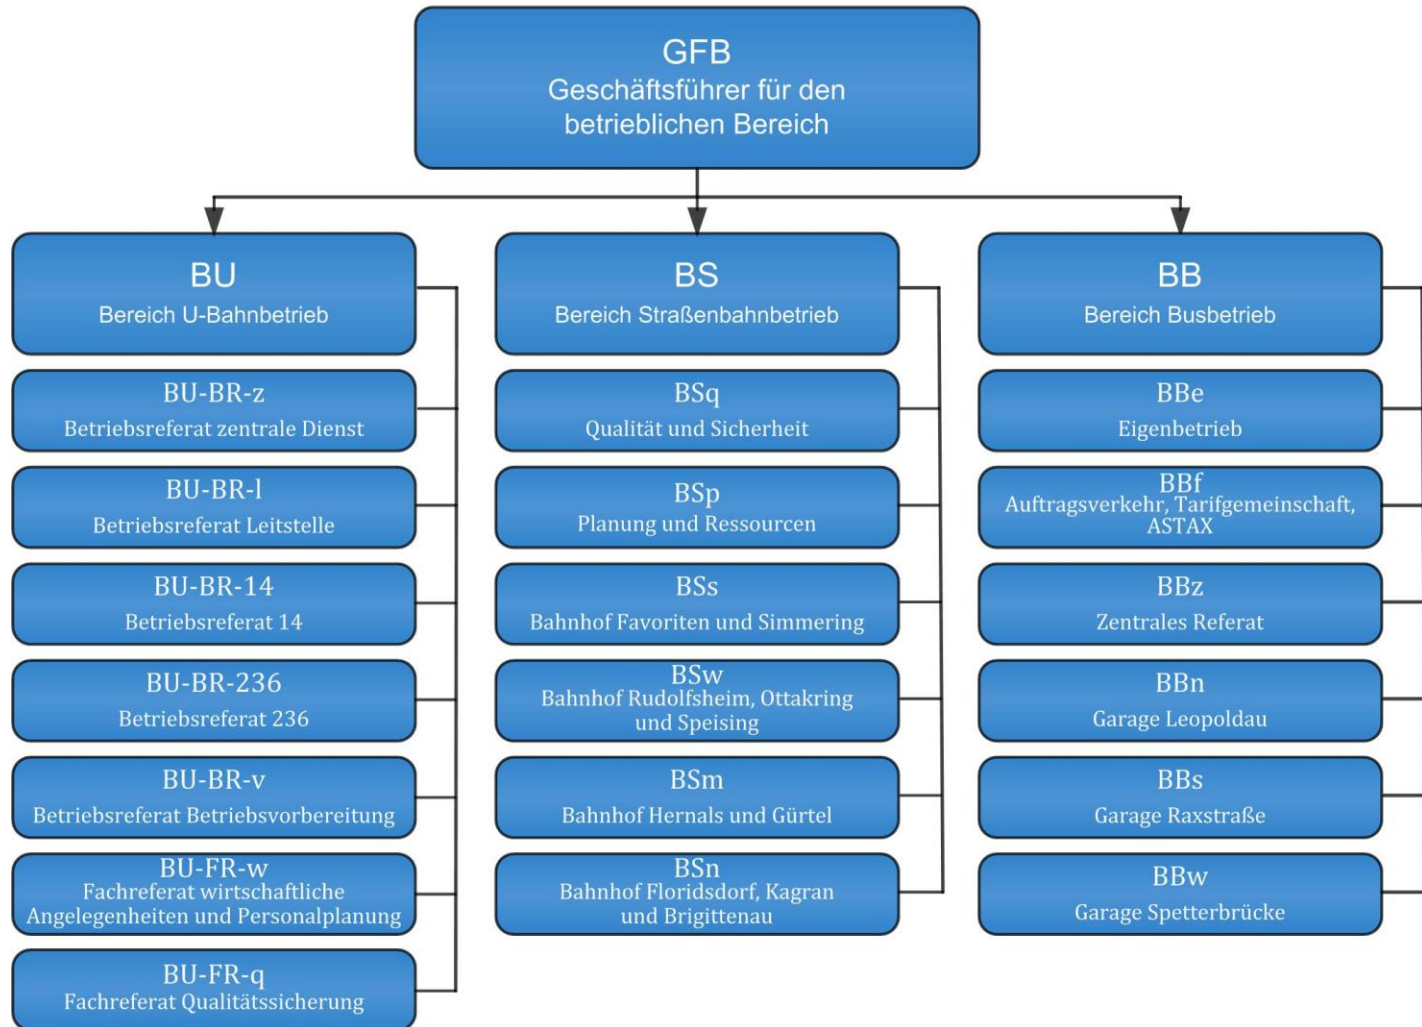 GFB
Geschäftsführer für den
betrieblichen Bereich
BU
Bereich U-Bahnbetrieb
BU-BR-z
Betriebsreferat zentrale Dienst
BU-BR-l
Betriebsreferat Leitstelle
BU-BR-14
Betriebsreferat 14
BU-BR-236
Betriebsreferat 236
BU-BR-v
Betriebsreferat Betriebsvorbereitung
BU-FR-w
Fachreferat wirtschaftliche
Angelegenheiten und Personalplanung
BU-FR-q
Fachreferat Qualitätssicherung
BS
Bereich Straßenbahnbetrieb
BSq
Qualität und Sicherheit
BSp
Planung und Ressourcen
BSs
Bahnhof Favoriten und Simmering
BSw
Bahnhof Rudolfsheim, Ottakring
und Speising
BSm
Bahnhof Hernals und Gürtel
BSn
Bahnhof Floridsdorf, Kagran
und Brigittenau
BB
Bereich Busbetrieb
BBe
Eigenbetrieb
BBf
Auftragsverkehr, Tarifgemeinschaft,
ASTAX
BBz
Zentrales Referat
BBn
Garage Leopoldau
BBs
Garage Raxstraße
BBw
Garage Spetterbrücke